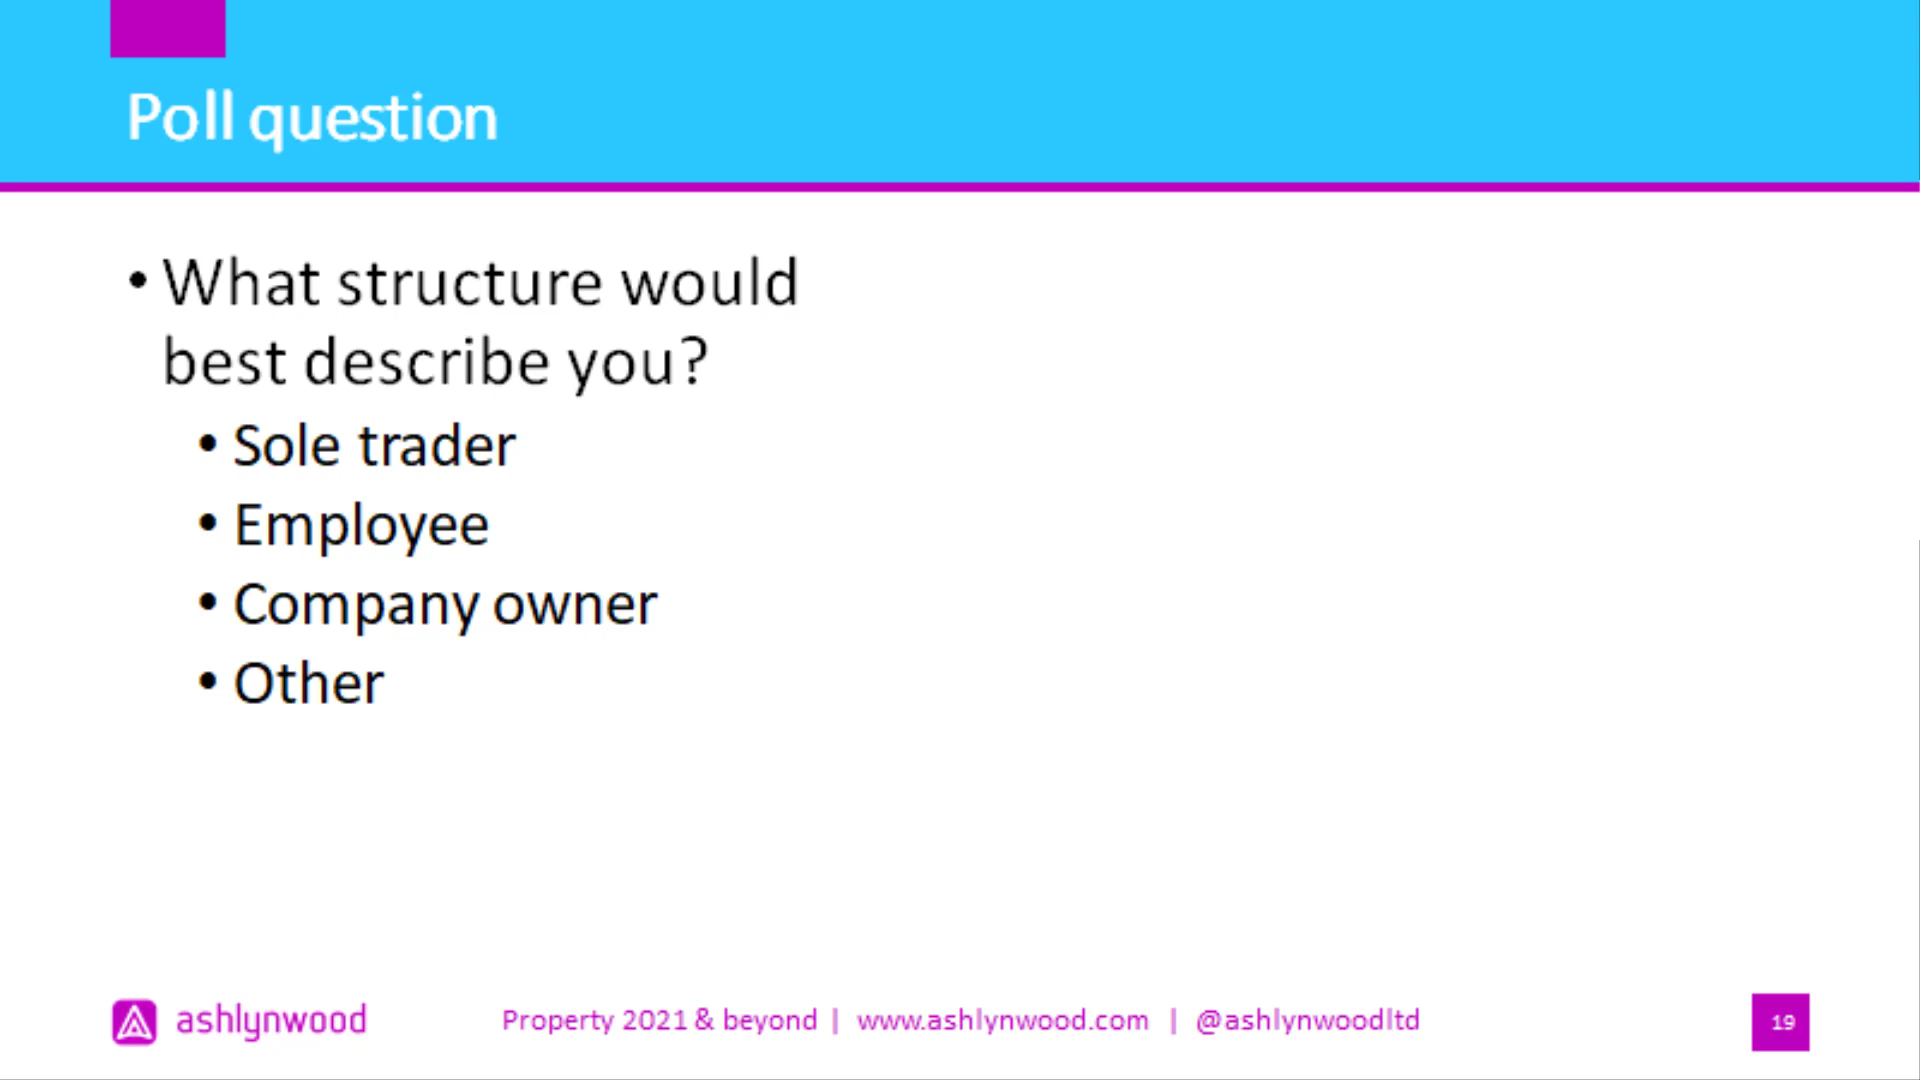 Poll question
• What structure would
best describe you?
• Sole trader
• Employee
• Company owner
• Other
ashlynwood
Property 2021 & beyond | www.ashlynwood.com | @ashlynwoodltd
19